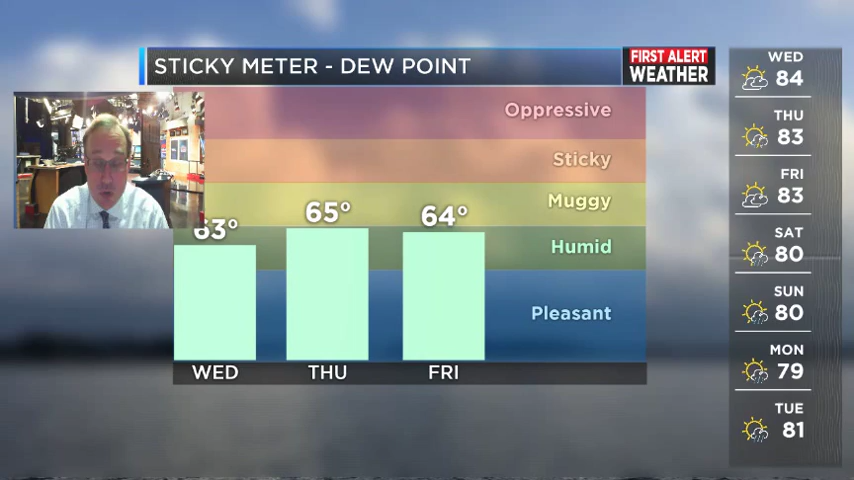 STICKY METER - DEW POINT
FIRST ALERT
WEATHER
Oppressive
Sticky
Muggy
Humid
Pleasant
63°
65°
64°
WED
THU
FRI
WED
84
THU
83
FRI
83
SAT
80
SUN
80
MON
79
TUE
81